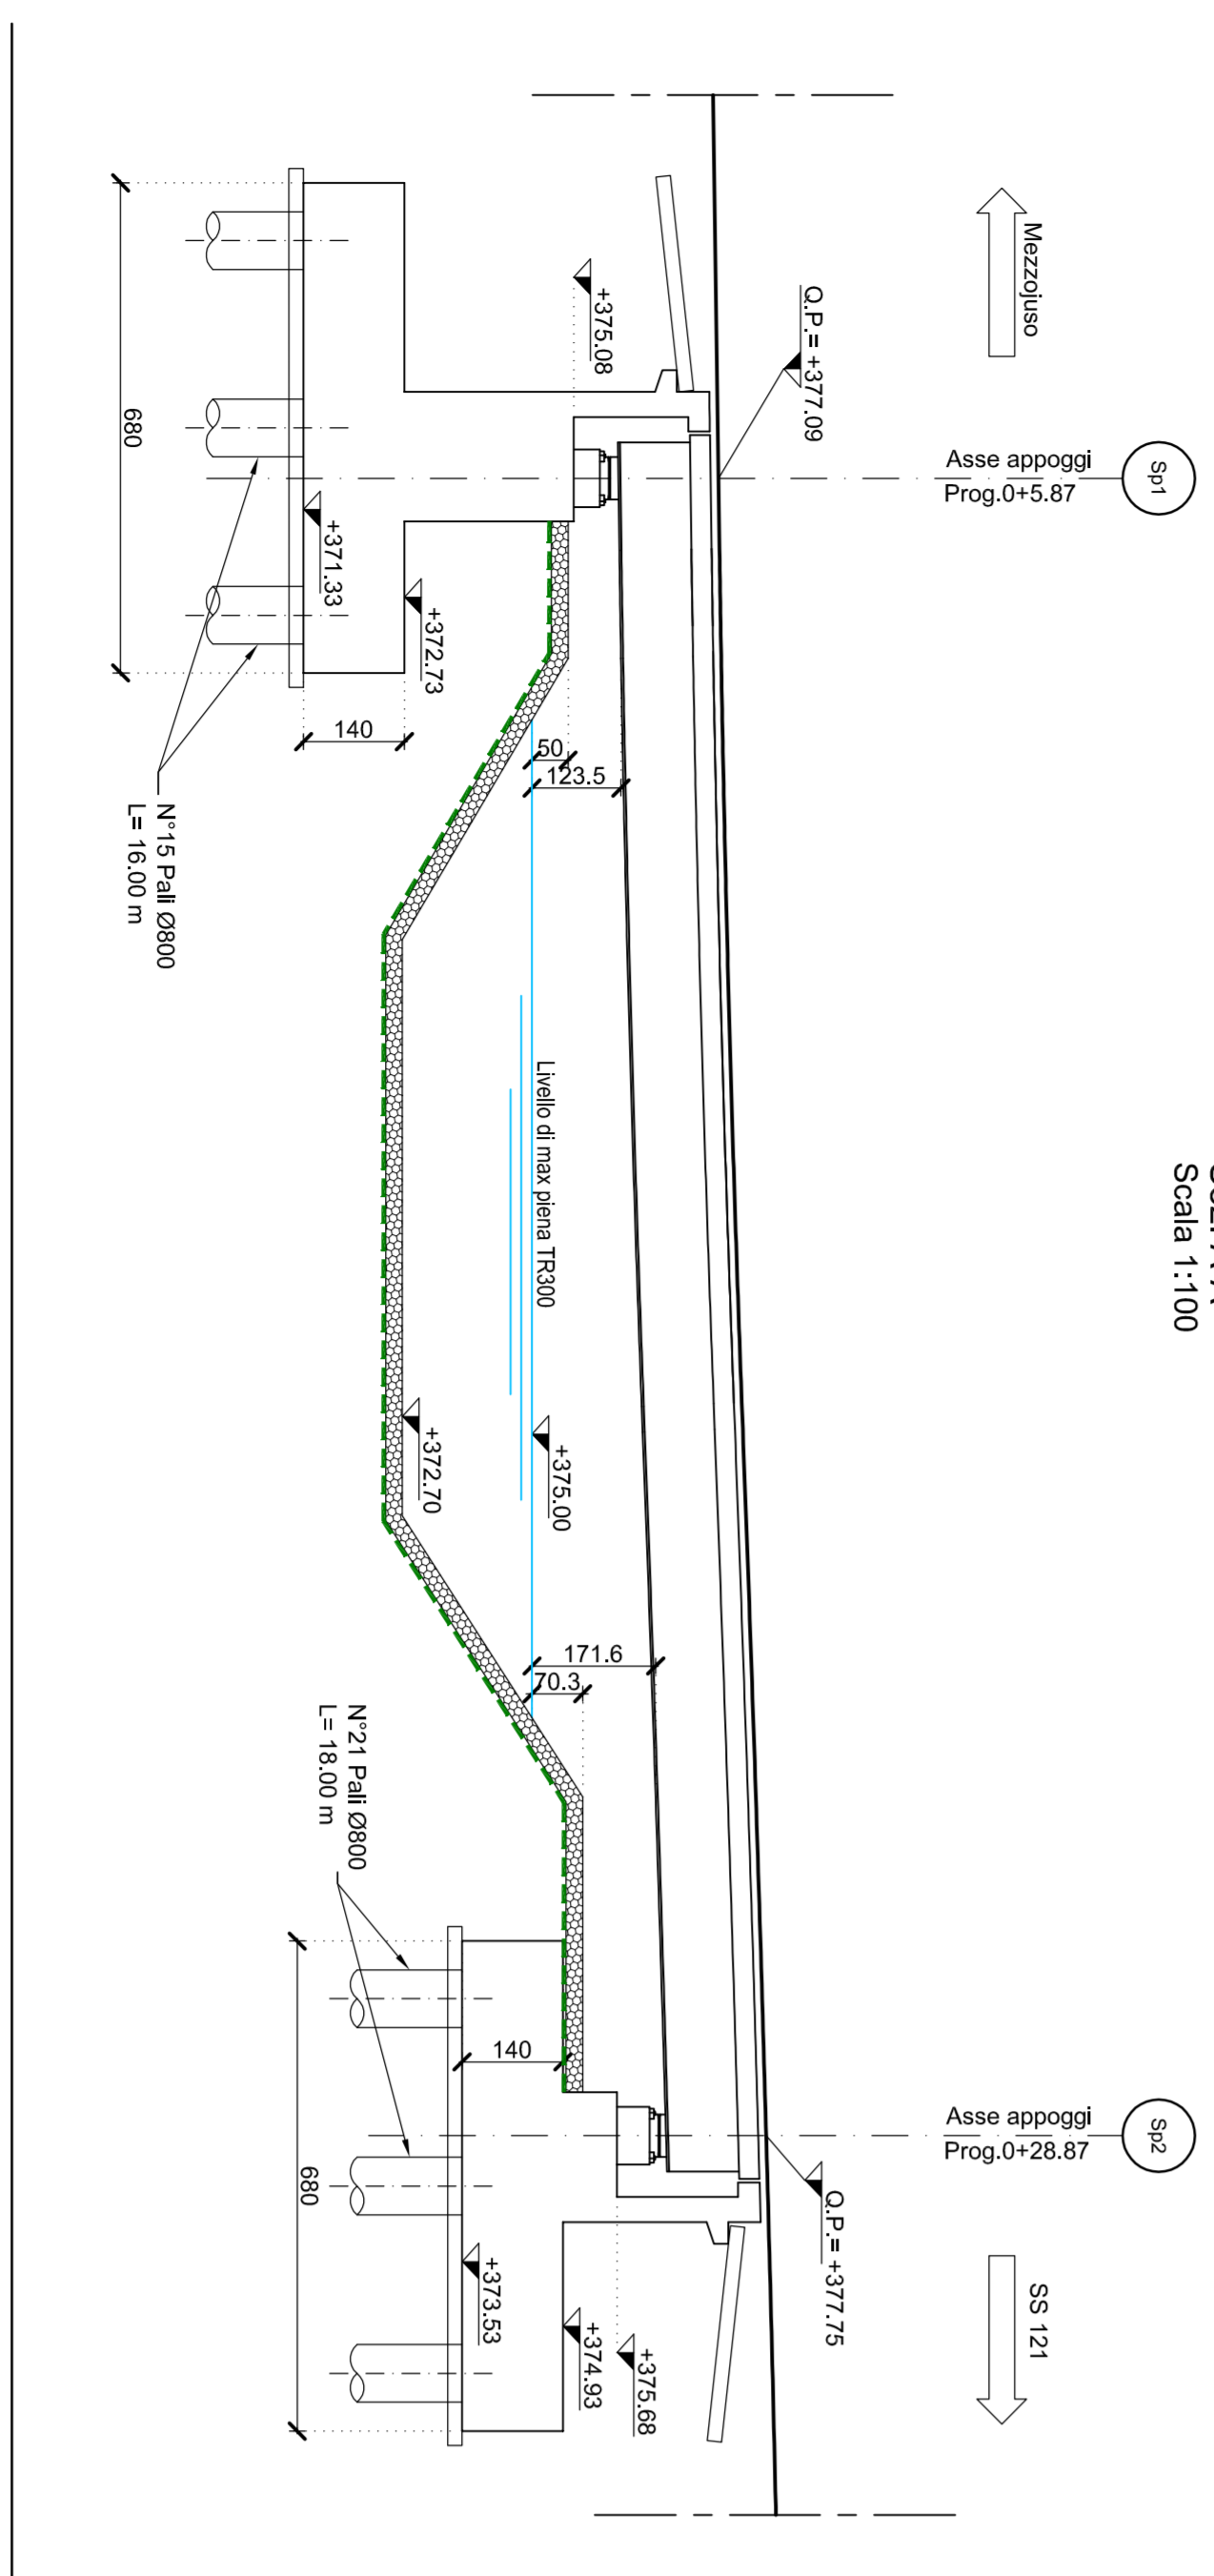 Scala 1:100
Sp1
Asse appoggi
Prog.0+5.87
Sp2
Asse appoggi
Prog.0+28.87
Mezzojuso
SS 121
Q.P.= +377.09
Q.P.= +377.75
+375.08
+372.73
+371.33
680
140
50
123.5
N°15 Pali Ø800
L= 16.00 m
Livello di max piena TR300
+375.00
+372.70
171.6
70.3
N°21 Pali Ø800
L= 18.00 m
140
680
+375.68
+374.93
+373.53